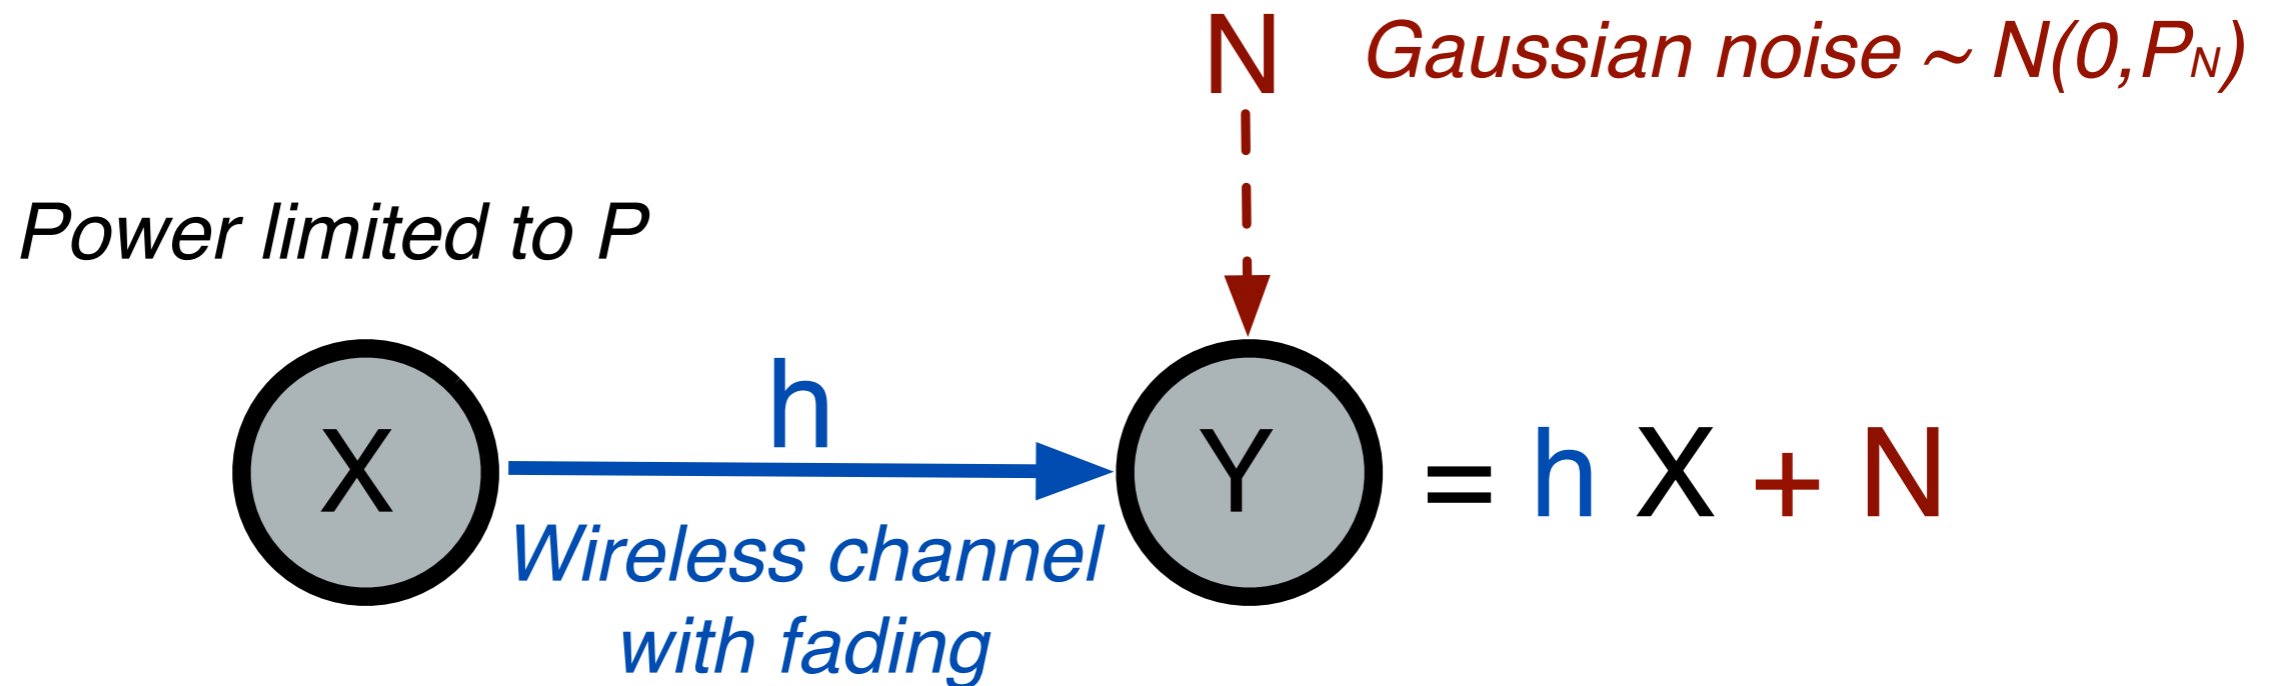 N Gaussian noise ~ N(0,PN)
Power limited to P
h
X Y = h X + N
Wireless channel
with fading